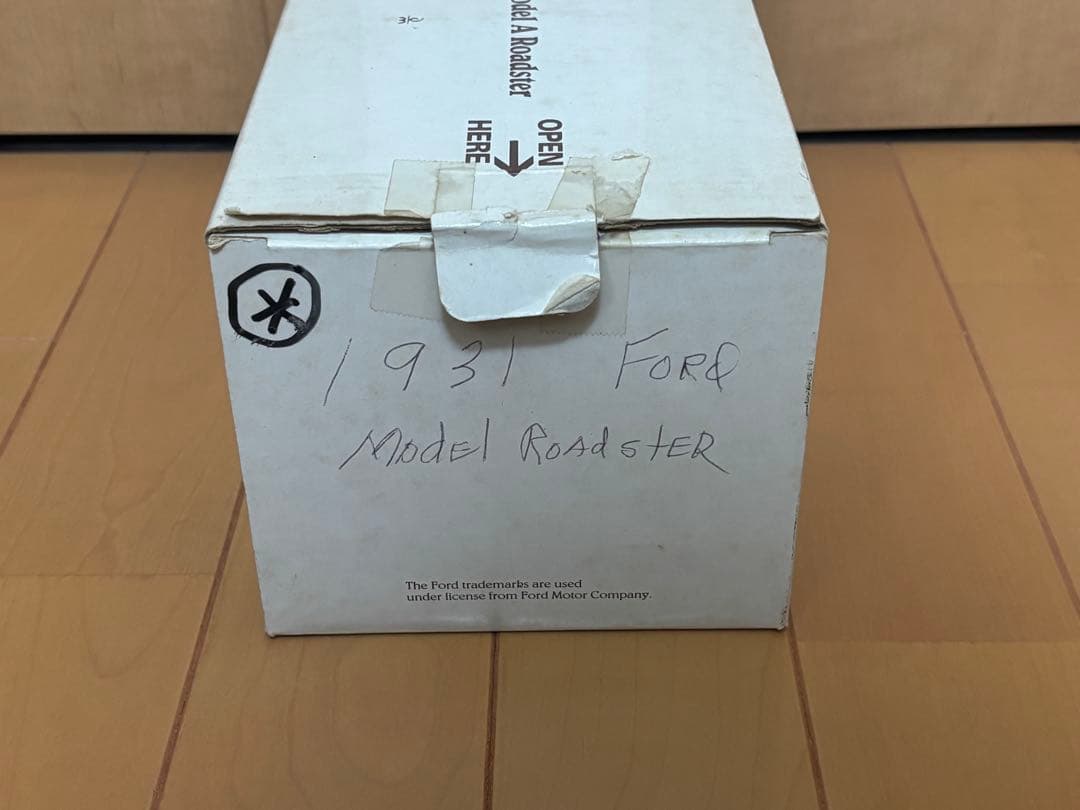 odel A Roadster
OPEN
HERE
1931 FORD
Model ROAdstER
The Ford trademarks are used
under license from Ford Motor Company.